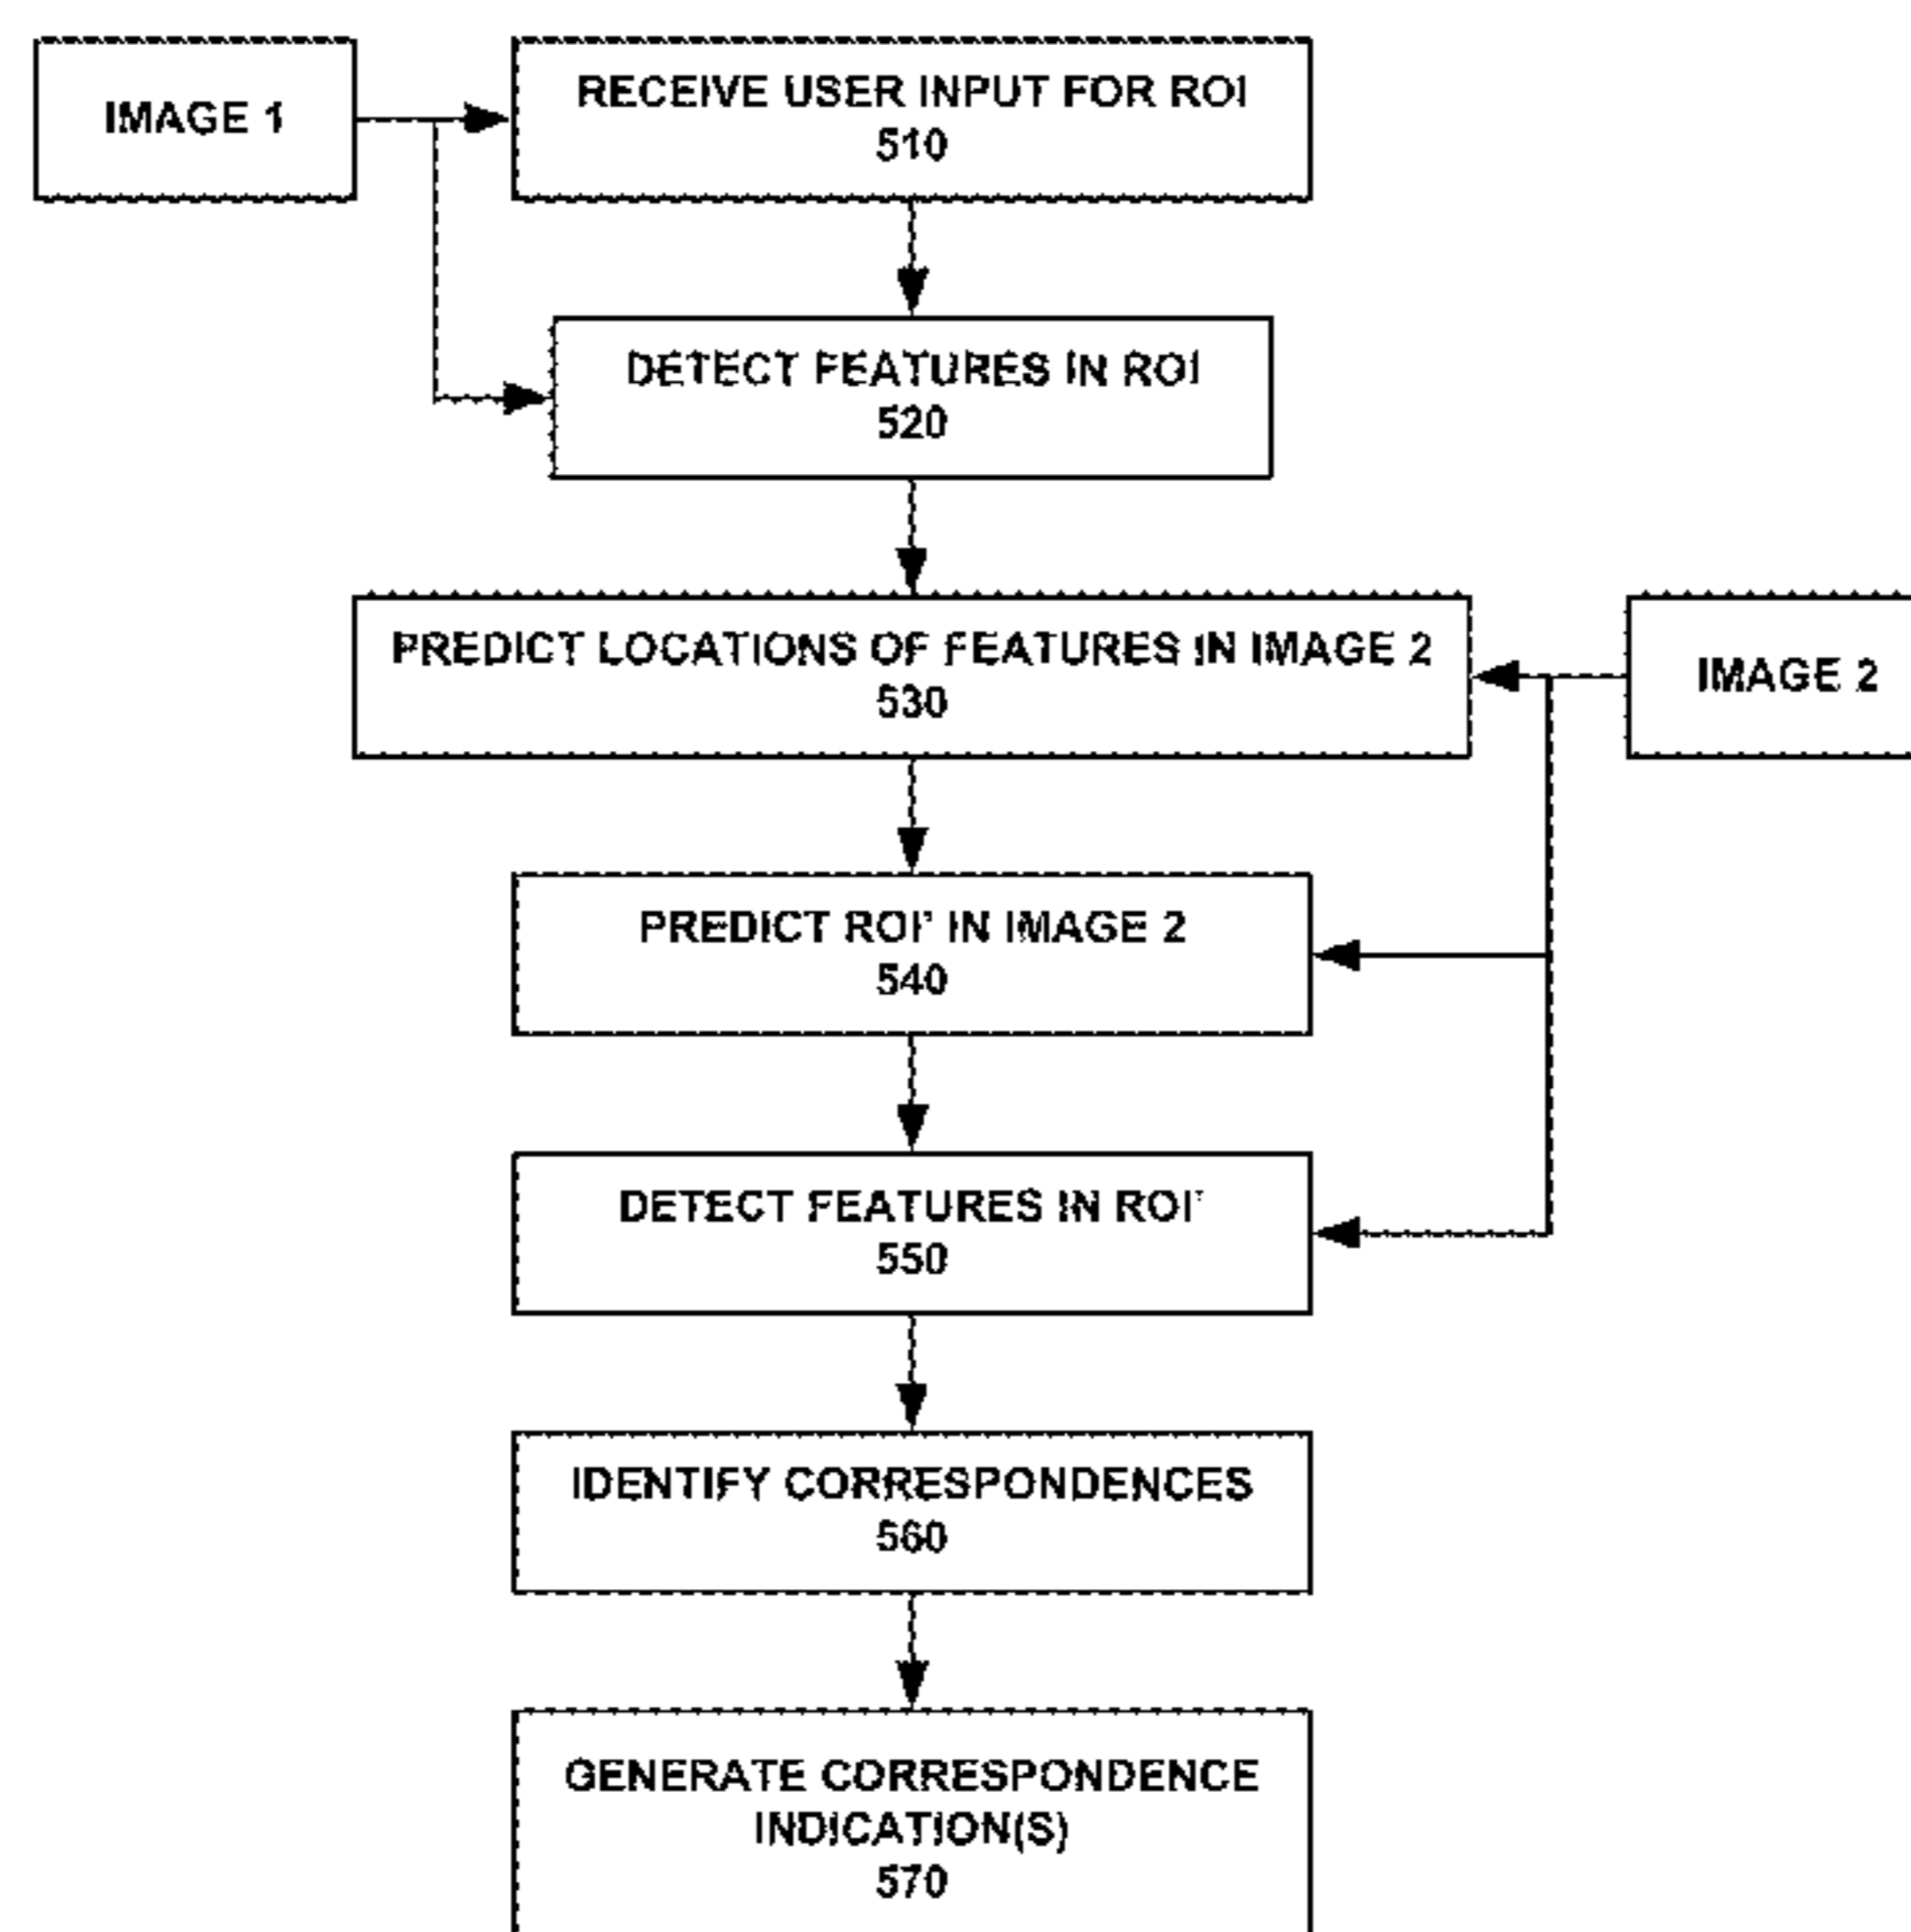 IMAGE 1
RECEIVE USER INPUT FOR ROI
510
DETECT FEATURES IN ROI
520
PREDICT LOCATIONS OF FEATURES IN IMAGE 2
530
IMAGE 2
PREDICT ROI' IN IMAGE 2
540
DETECT FEATURES IN ROI'
550
IDENTIFY CORRESPONDENCES
560
GENERATE CORRESPONDENCE
INDICATION(S)
570